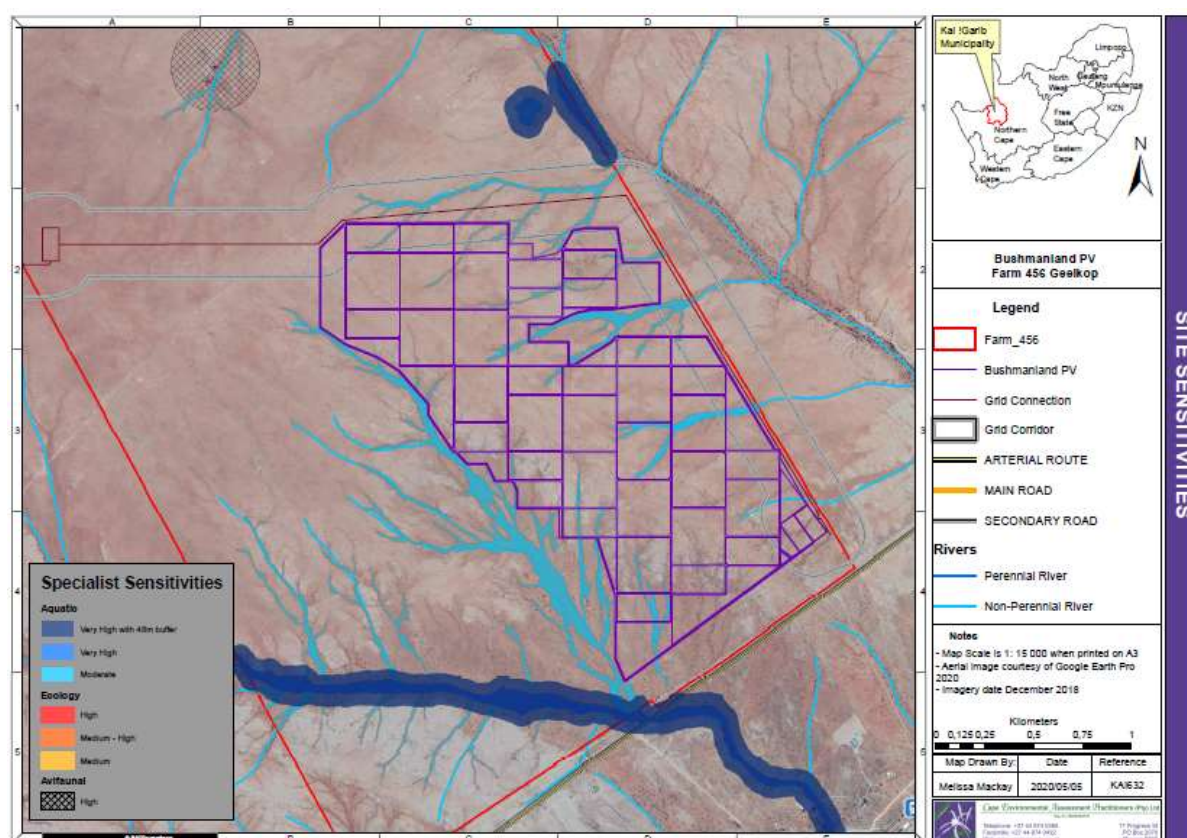 A B C D E
1
2
3
4
5
1
2
3
4
5
Specialist Sensitivities
Aquatic
Very High with 48m buffer
Very High
Moderate
Ecology
High
Medium - High
Medium
Avifaunal
High
Kai !Garib
Municipality
Limpopo
North
West
Gauteng
Mpumalanga
KZN
Free
State
Northern
Cape
Eastern
Cape
Western
Cape
N
Bushmanland PV
Farm 456 Geelkop
Legend
Farm_456
Bushmanland PV
Grid Connection
Grid Corridor
ARTERIAL ROUTE
MAIN ROAD
SECONDARY ROAD
Rivers
Perennial River
Non-Perennial River
Notes
- Map Scale is 1: 15 000 when printed on A3
- Aerial Image courtesy of Google Earth Pro
2020
- Imagery date December 2018
Kilometers
0 0,125 0,25 0,5 0,75 1
Map Drawn By: Date Reference
Melissa Mackay 2020/05/05 KAI632
Cape Environmental Assessment Practitioners (Pty) Ltd
SITE SENSITIVITIES